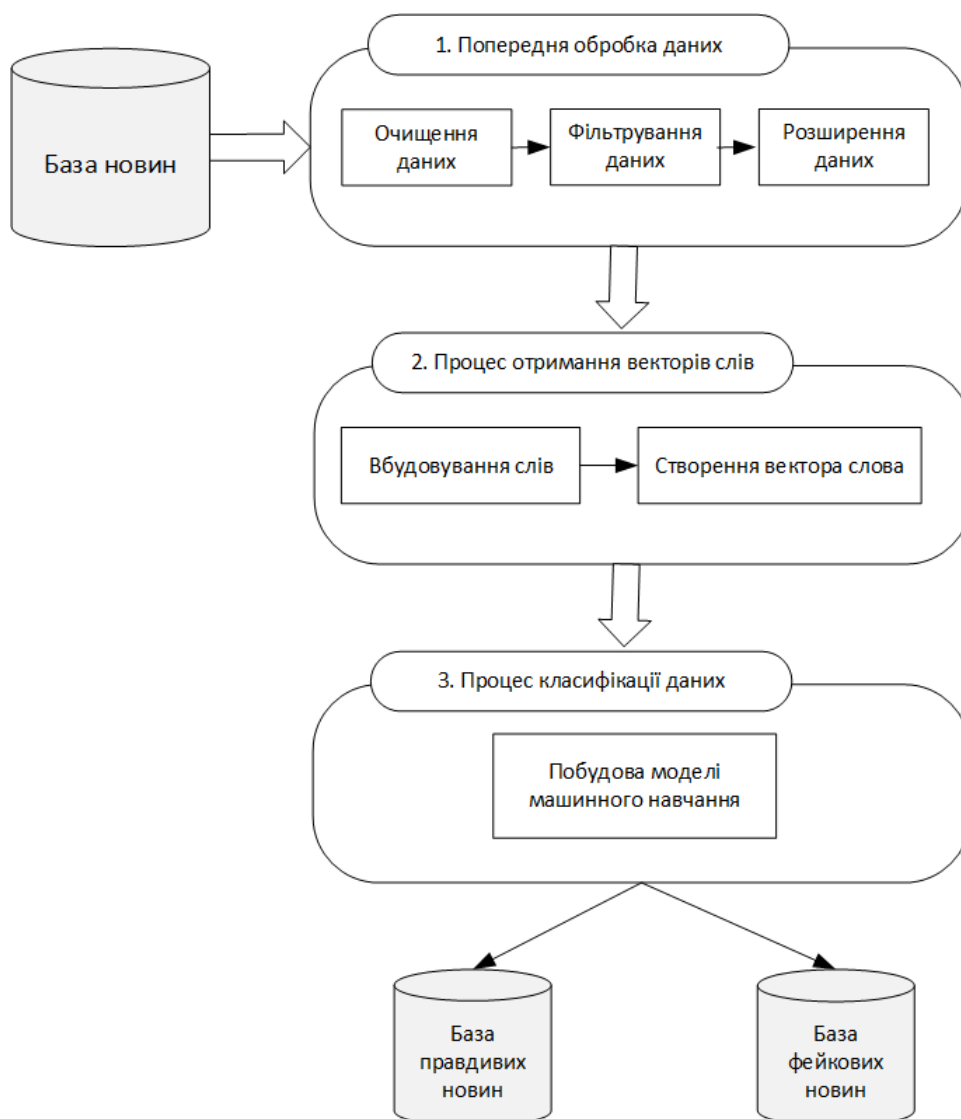 1. Попередня обробка даних
База новин
Очищення
даних
Фільтрування
даних
Розширення
даних
2. Процес отримання векторів слів
Вбудовування слів
Створення вектора слова
3. Процес класифікації даних
Побудова моделі
машинного навчання
База
правдивих
новин
База
фейкових
новин